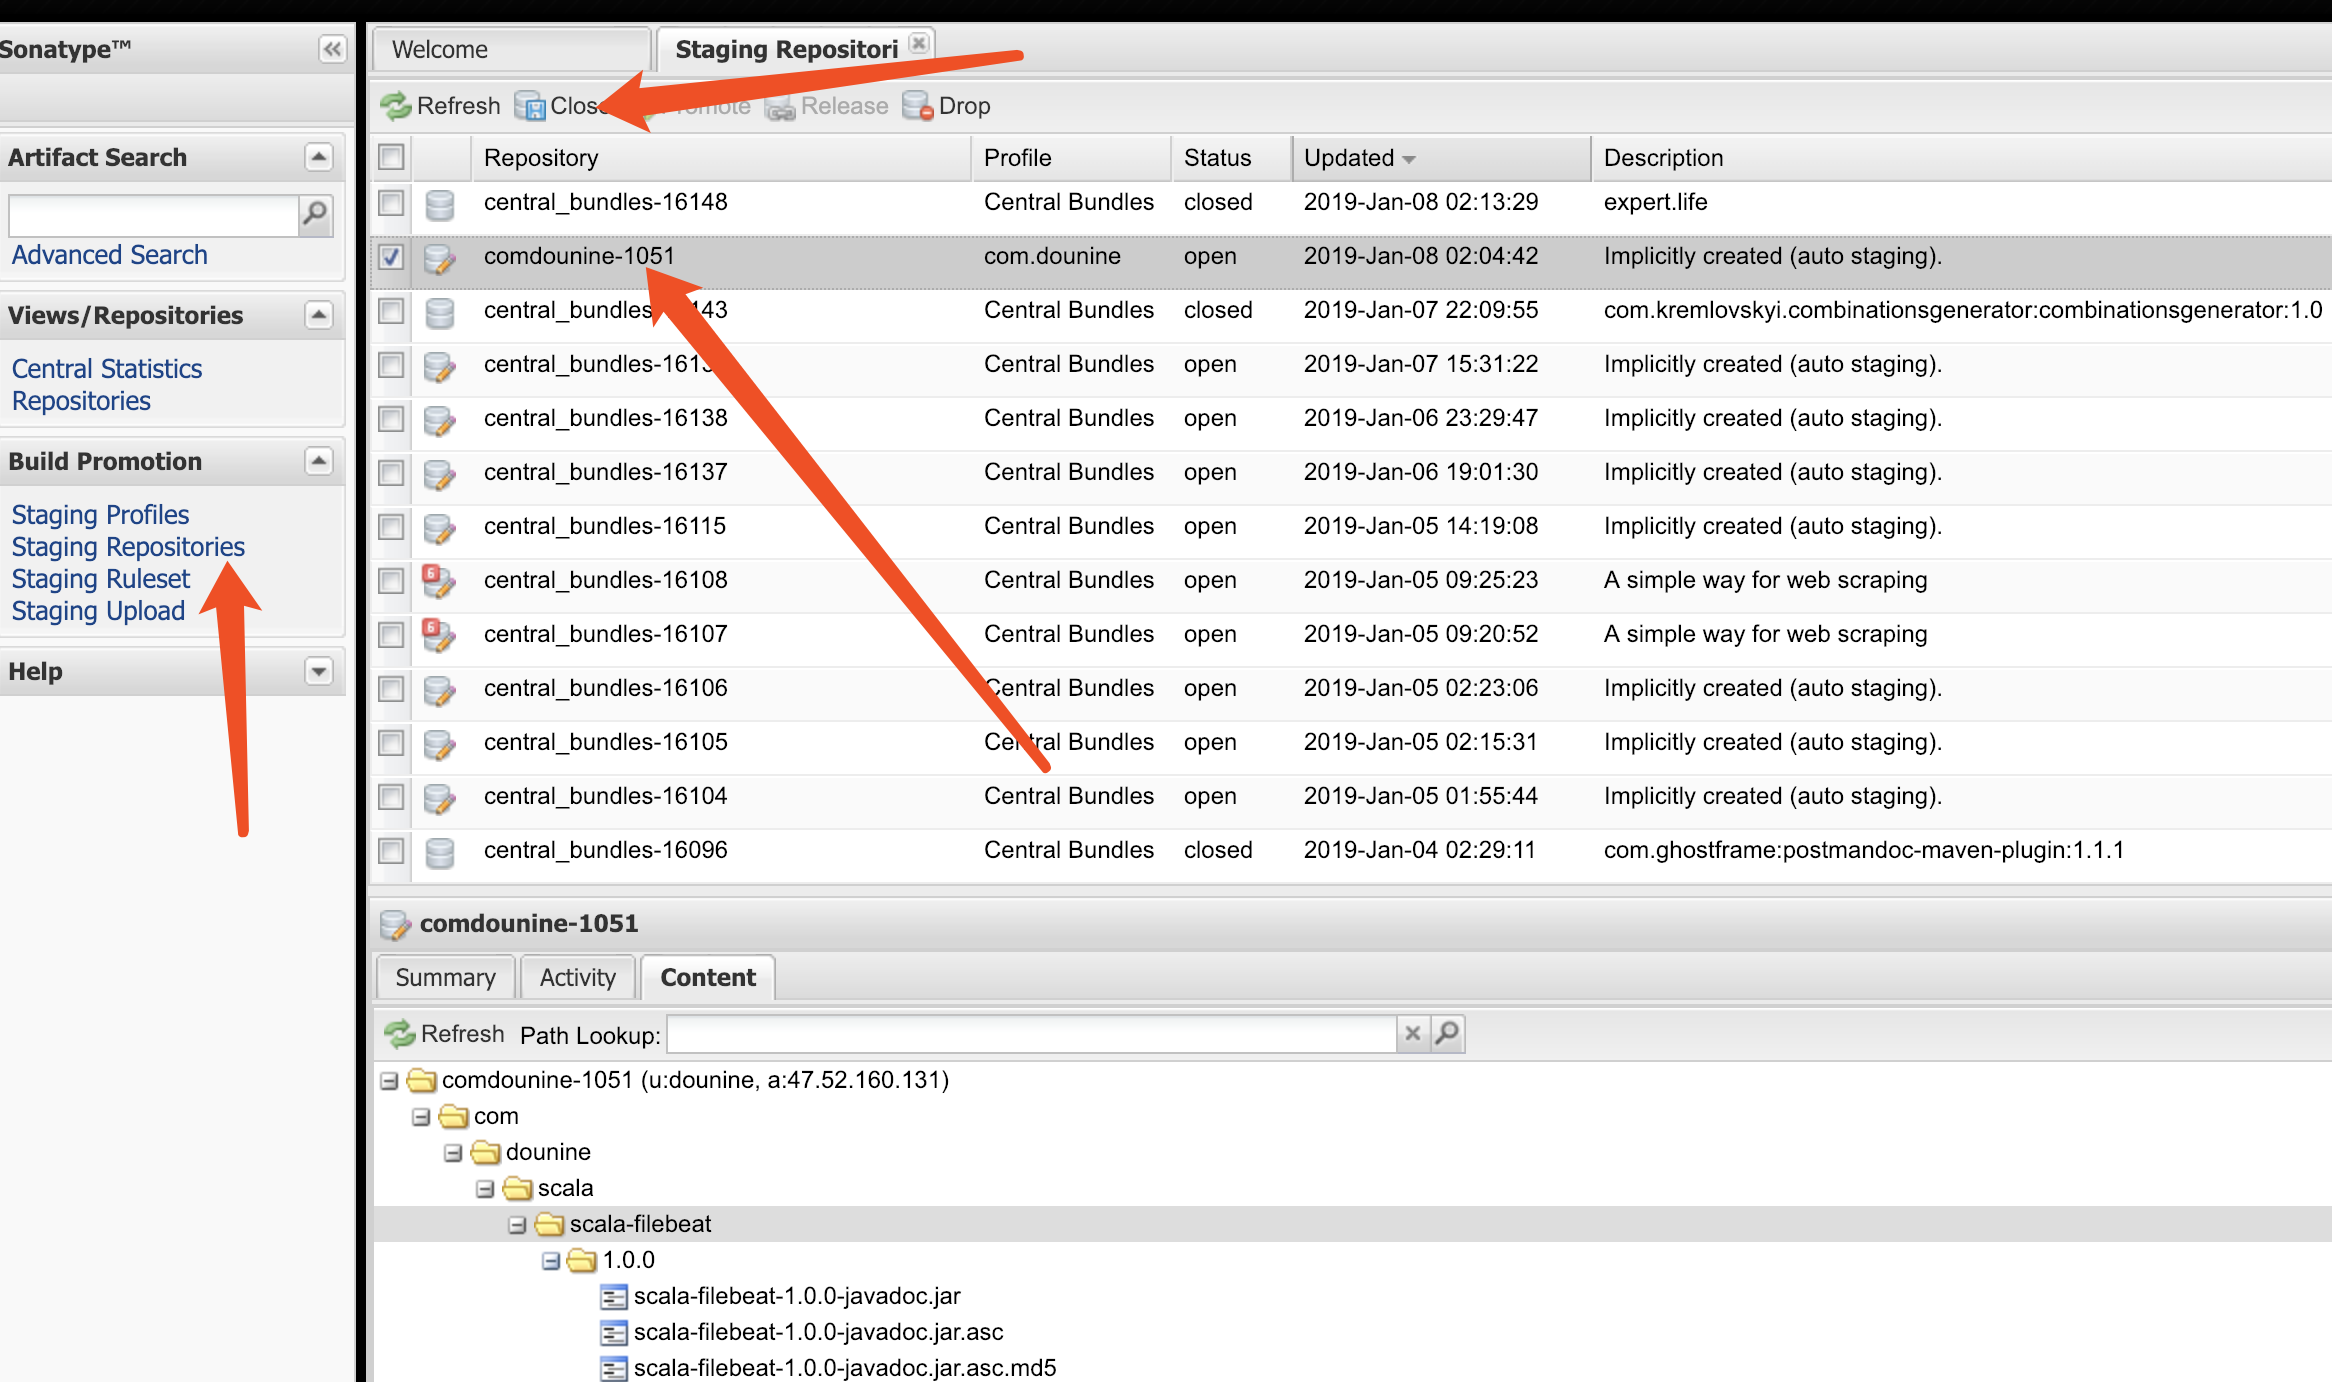 Sonatype™
Welcome
Staging Repositori
Refresh
Drop
Release
Artifact Search
Advanced Search
Views/Repositories
Central Statistics
Repositories
Build Promotion
Staging Profiles
Staging Repositories
Staging Ruleset
Staging Upload
Help
Repository Profile Status Updated Description
central_bundles-16148 Central Bundles closed 2019-Jan-08 02:13:29 expert.life
comdounine-1051 com.dounine open 2019-Jan-08 02:04:42 Implicitly created (auto staging).
Central Bundles closed 2019-Jan-07 22:09:55 com.kremlovskyi.combinationsgenerator:combinationsgenerator:1.0
Central Bundles open 2019-Jan-07 15:31:22 Implicitly created (auto staging).
central_bundles-16138 Central Bundles open 2019-Jan-06 23:29:47 Implicitly created (auto staging).
central_bundles-16137 Central Bundles open 2019-Jan-06 19:01:30 Implicitly created (auto staging).
central_bundles-16115 Central Bundles open 2019-Jan-05 14:19:08 Implicitly created (auto staging).
6 central_bundles-16108 Central Bundles open 2019-Jan-05 09:25:23 A simple way for web scraping
6 central_bundles-16107 Central Bundles open 2019-Jan-05 09:20:52 A simple way for web scraping
central_bundles-16106 Central Bundles open 2019-Jan-05 02:23:06 Implicitly created (auto staging).
central_bundles-16105 Central Bundles open 2019-Jan-05 02:15:31 Implicitly created (auto staging).
central_bundles-16104 Central Bundles open 2019-Jan-05 01:55:44 Implicitly created (auto staging).
central_bundles-16096 Central Bundles closed 2019-Jan-04 02:29:11 com.ghostframe:postmandoc-maven-plugin:1.1.1
comdounine-1051
Summary Activity Content
Refresh Path Lookup:
comdounine-1051 (u:dounine, a:47.52.160.131)
com
dounine
scala
scala-filebeat
1.0.0
scala-filebeat-1.0.0-javadoc.jar
scala-filebeat-1.0.0-javadoc.jar.asc
scala-filebeat-1.0.0-javadoc.jar.asc.md5